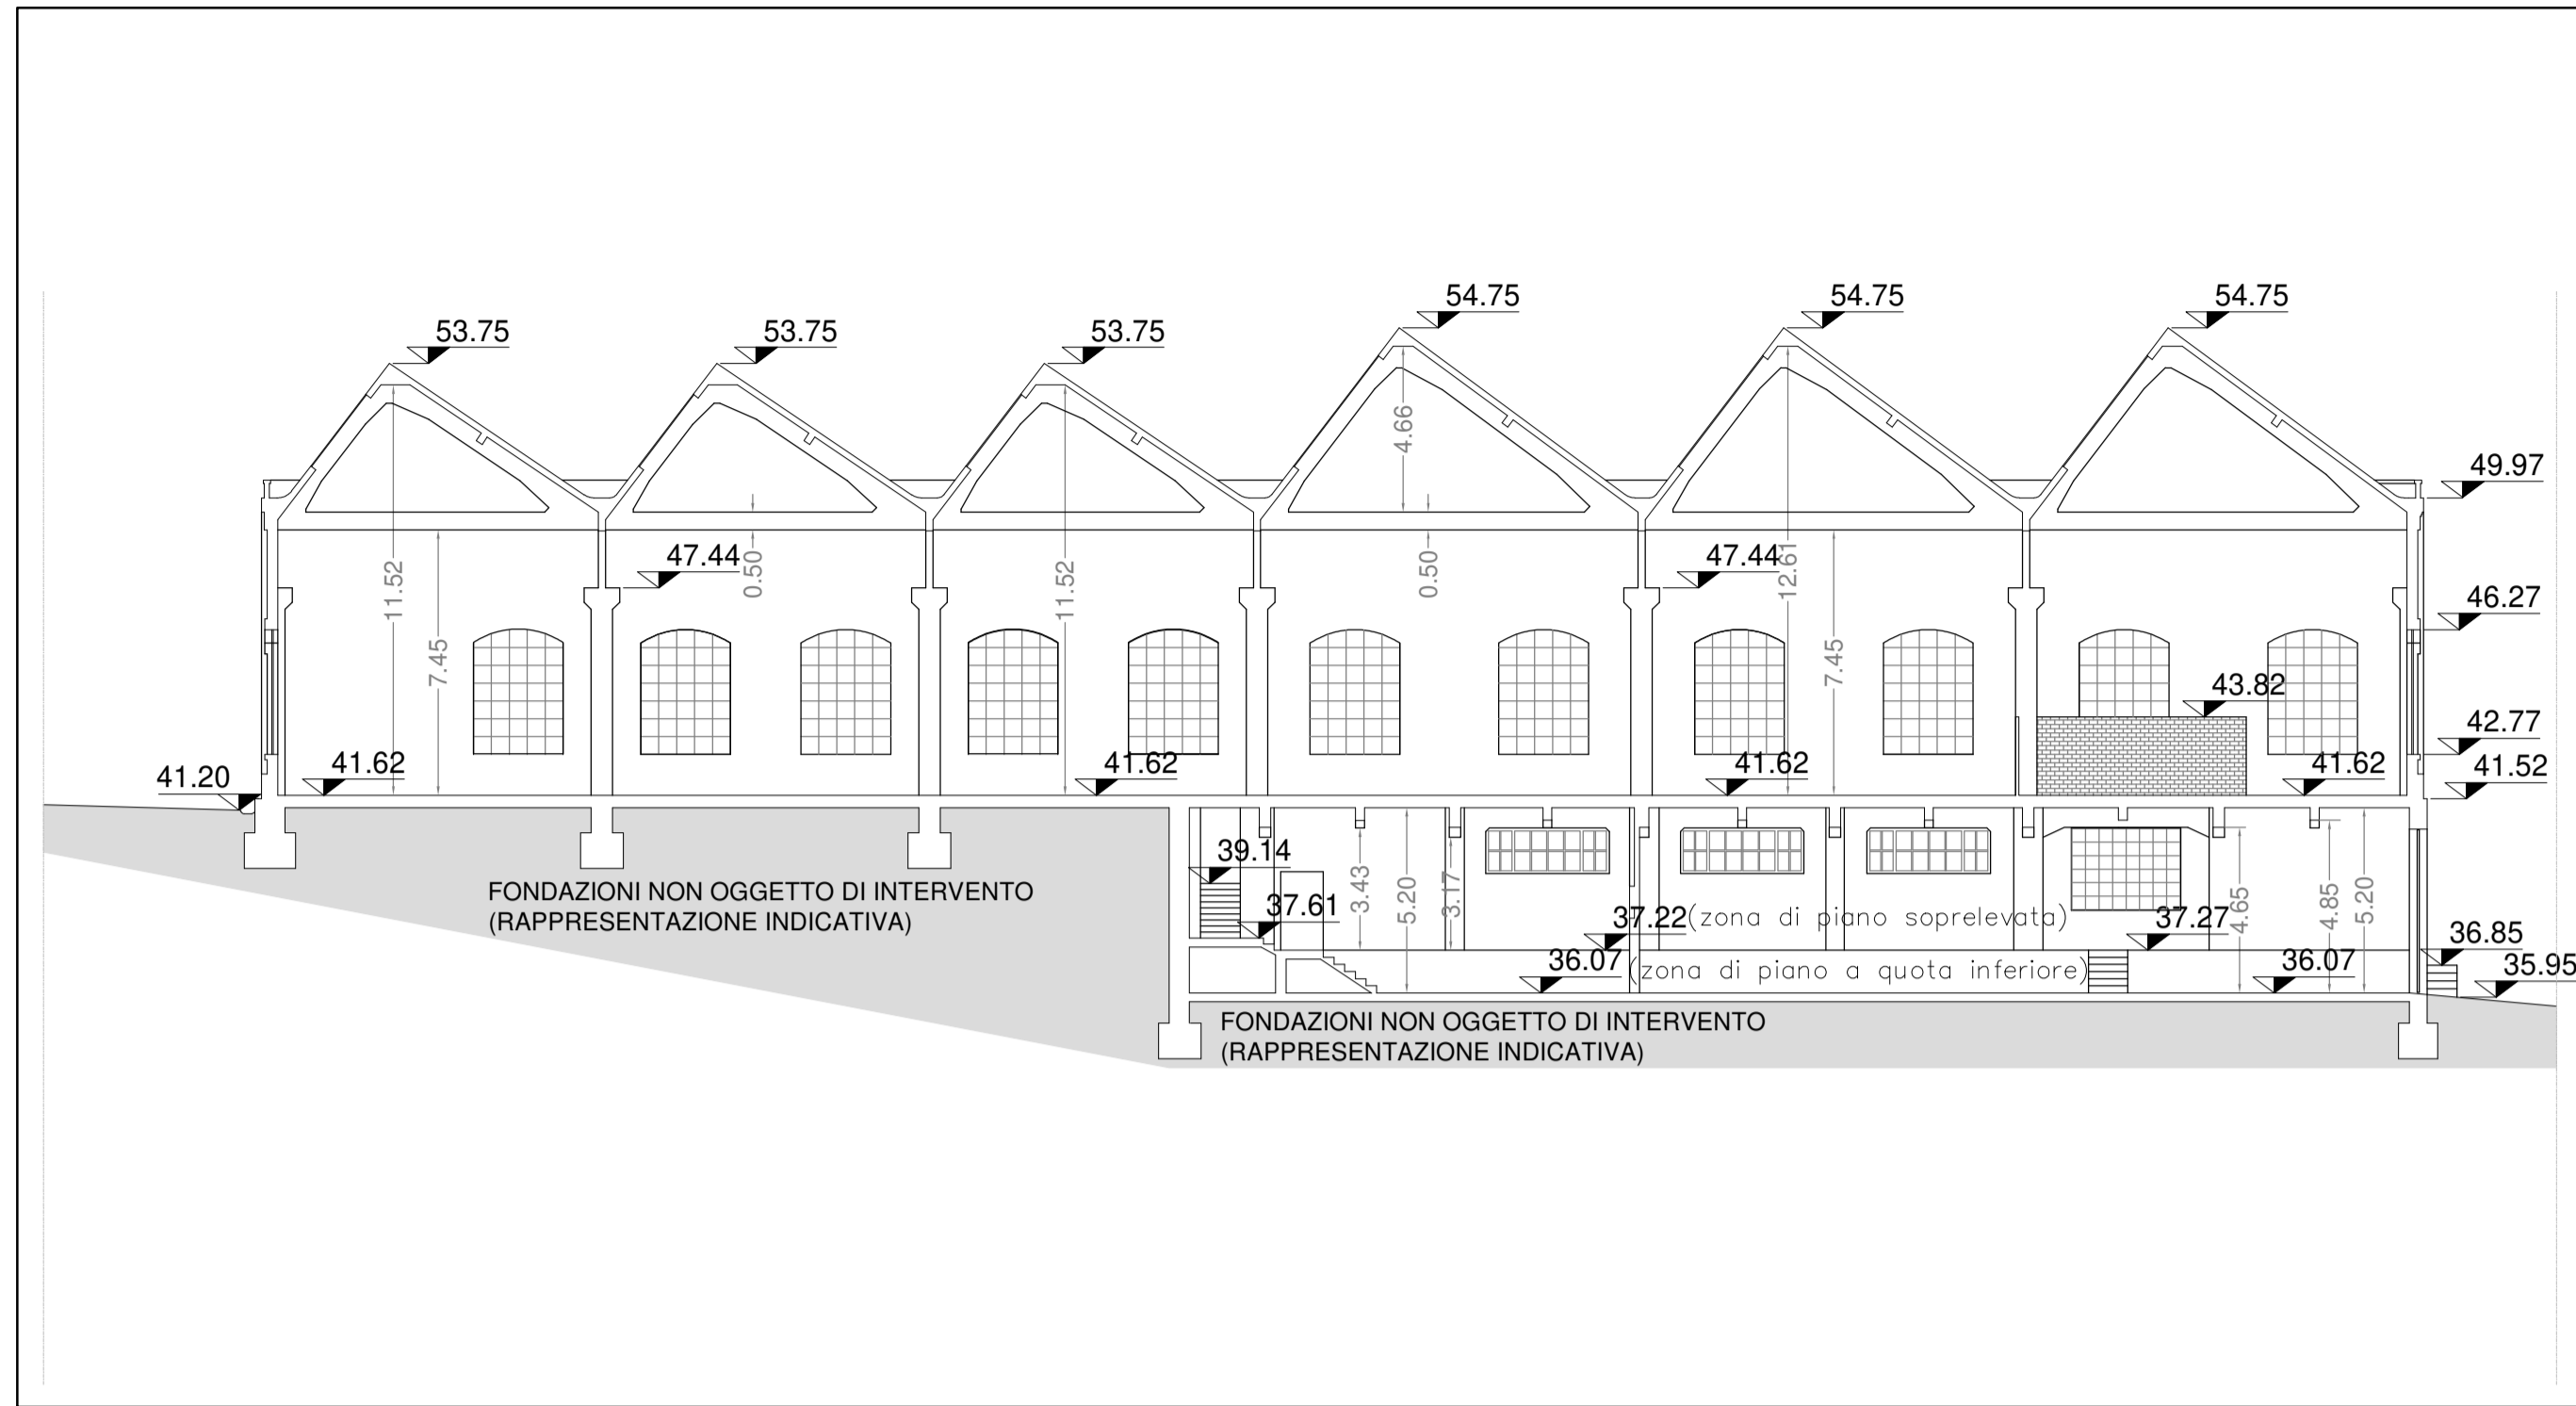 54.75 54.75 54.75
53.75 53.75 53.75
4.66
49.97
47.44 0.50 47.44
11.52 11.52 0.50 12.61
46.27
7.45 7.45
43.82
42.77
41.20 41.62 41.62 41.62 41.62 41.52
39.14
FONDAZIONI NON OGGETTO DI INTERVENTO
(RAPPRESENTAZIONE INDICATIVA)
37.61 3.43 5.20 3.17 4.65 4.85 5.20
37.22 (zona di piano soprelevata) 37.27
36.85
36.07 (zona di piano a quota inferiore) 36.07 35.95
FONDAZIONI NON OGGETTO DI INTERVENTO
(RAPPRESENTAZIONE INDICATIVA)